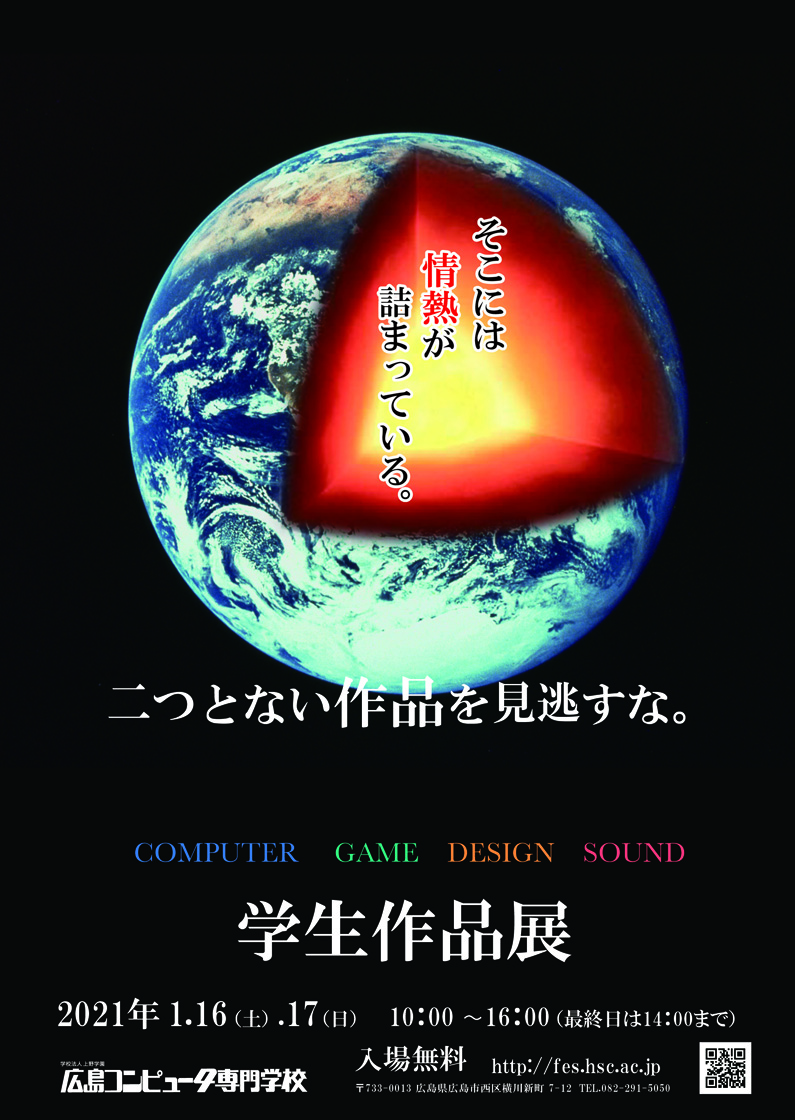 そこには
情熱が
詰まっている。
二つとない作品を見逃すな。
COMPUTER GAME DESIGN SOUND
学生作品展
2021年 1.16(土).17(日) 10:00 ～16:00(最終日は14:00まで)
学校法人上野学園
広島コンピュータ専門学校
入場無料 http://fes.hsc.ac.jp
〒733-0013 広島県広島市西区横川新町 7-12 TEL.082-291-5050